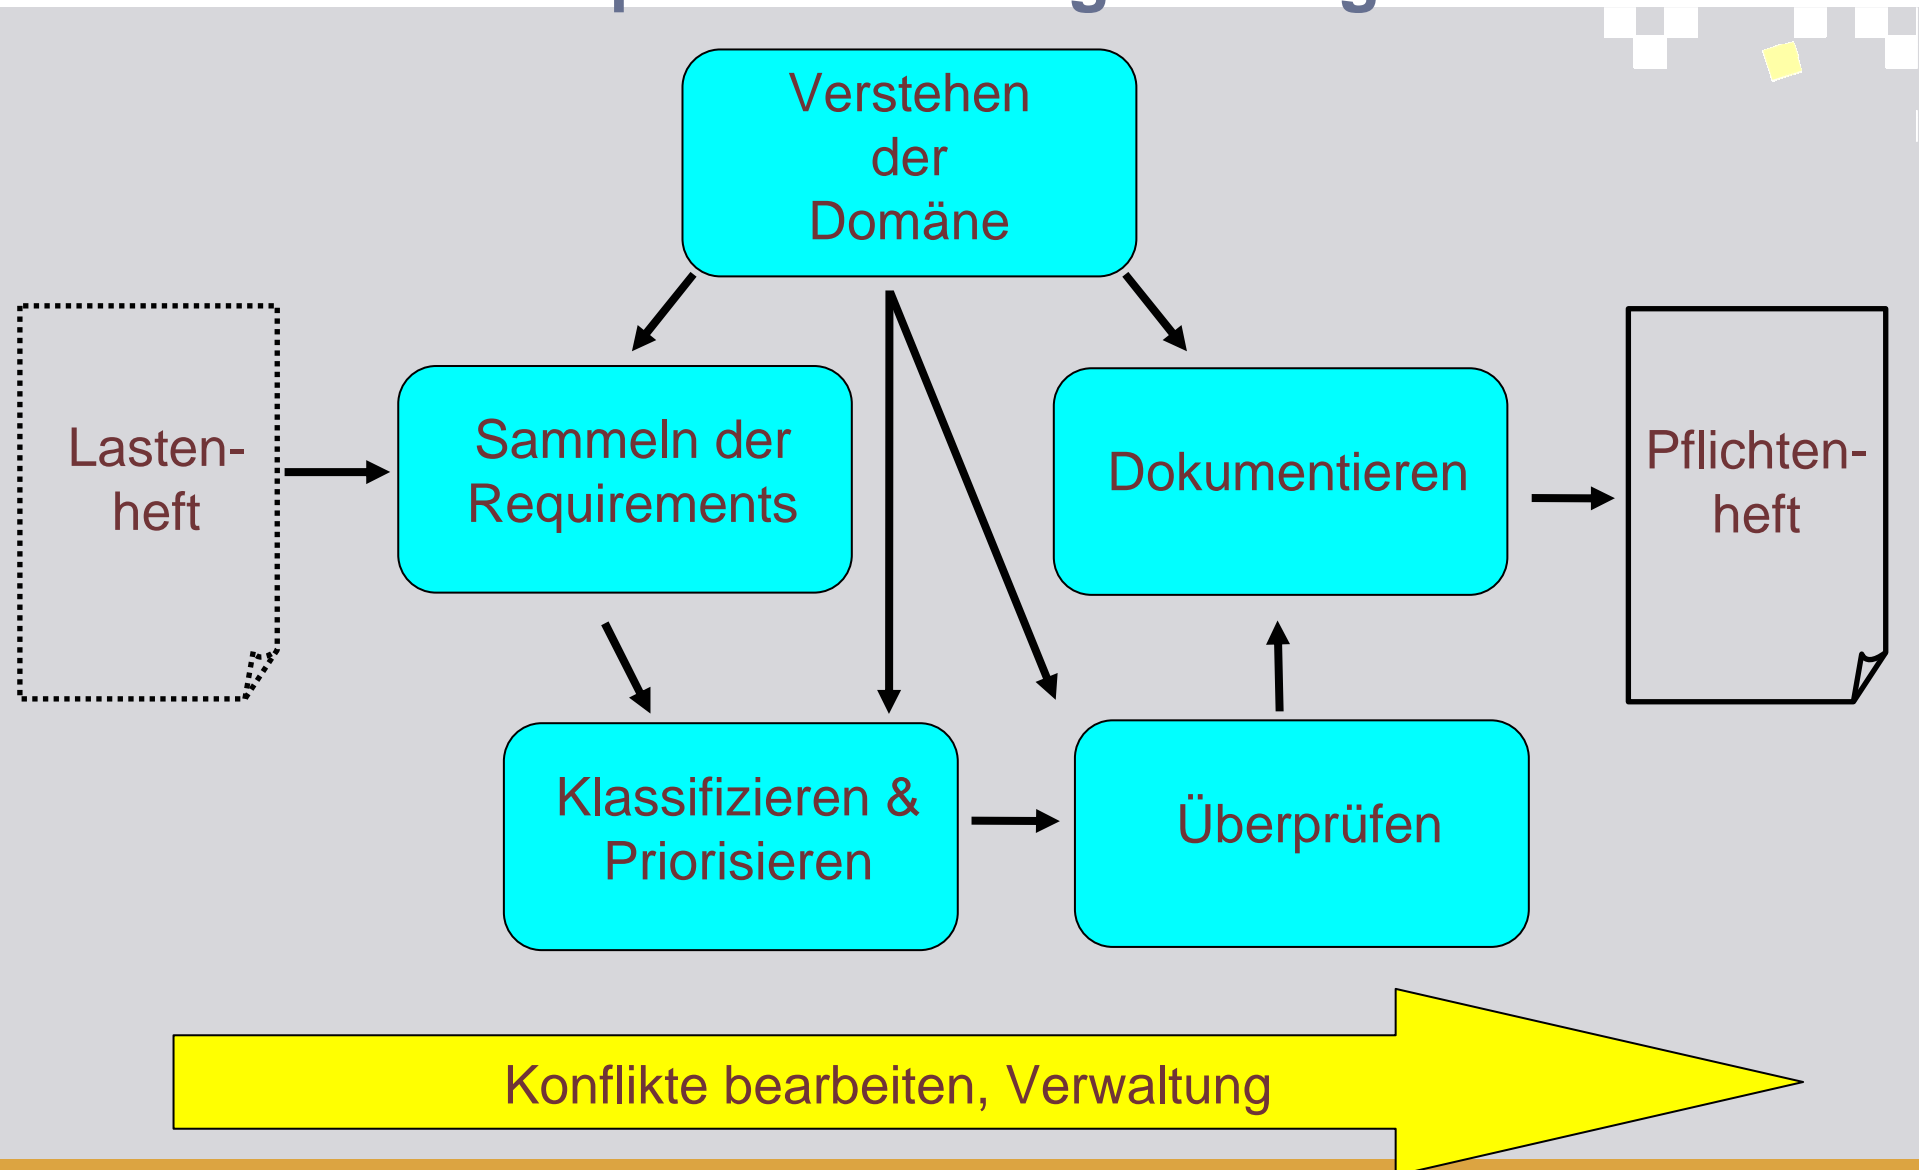 Verstehen
der
Domäne
Lasten-
heft
Sammeln der
Requirements
Dokumentieren
Pflichten-
heft
Klassifizieren &
Priorisieren
Überprüfen
Konflikte bearbeiten, Verwaltung